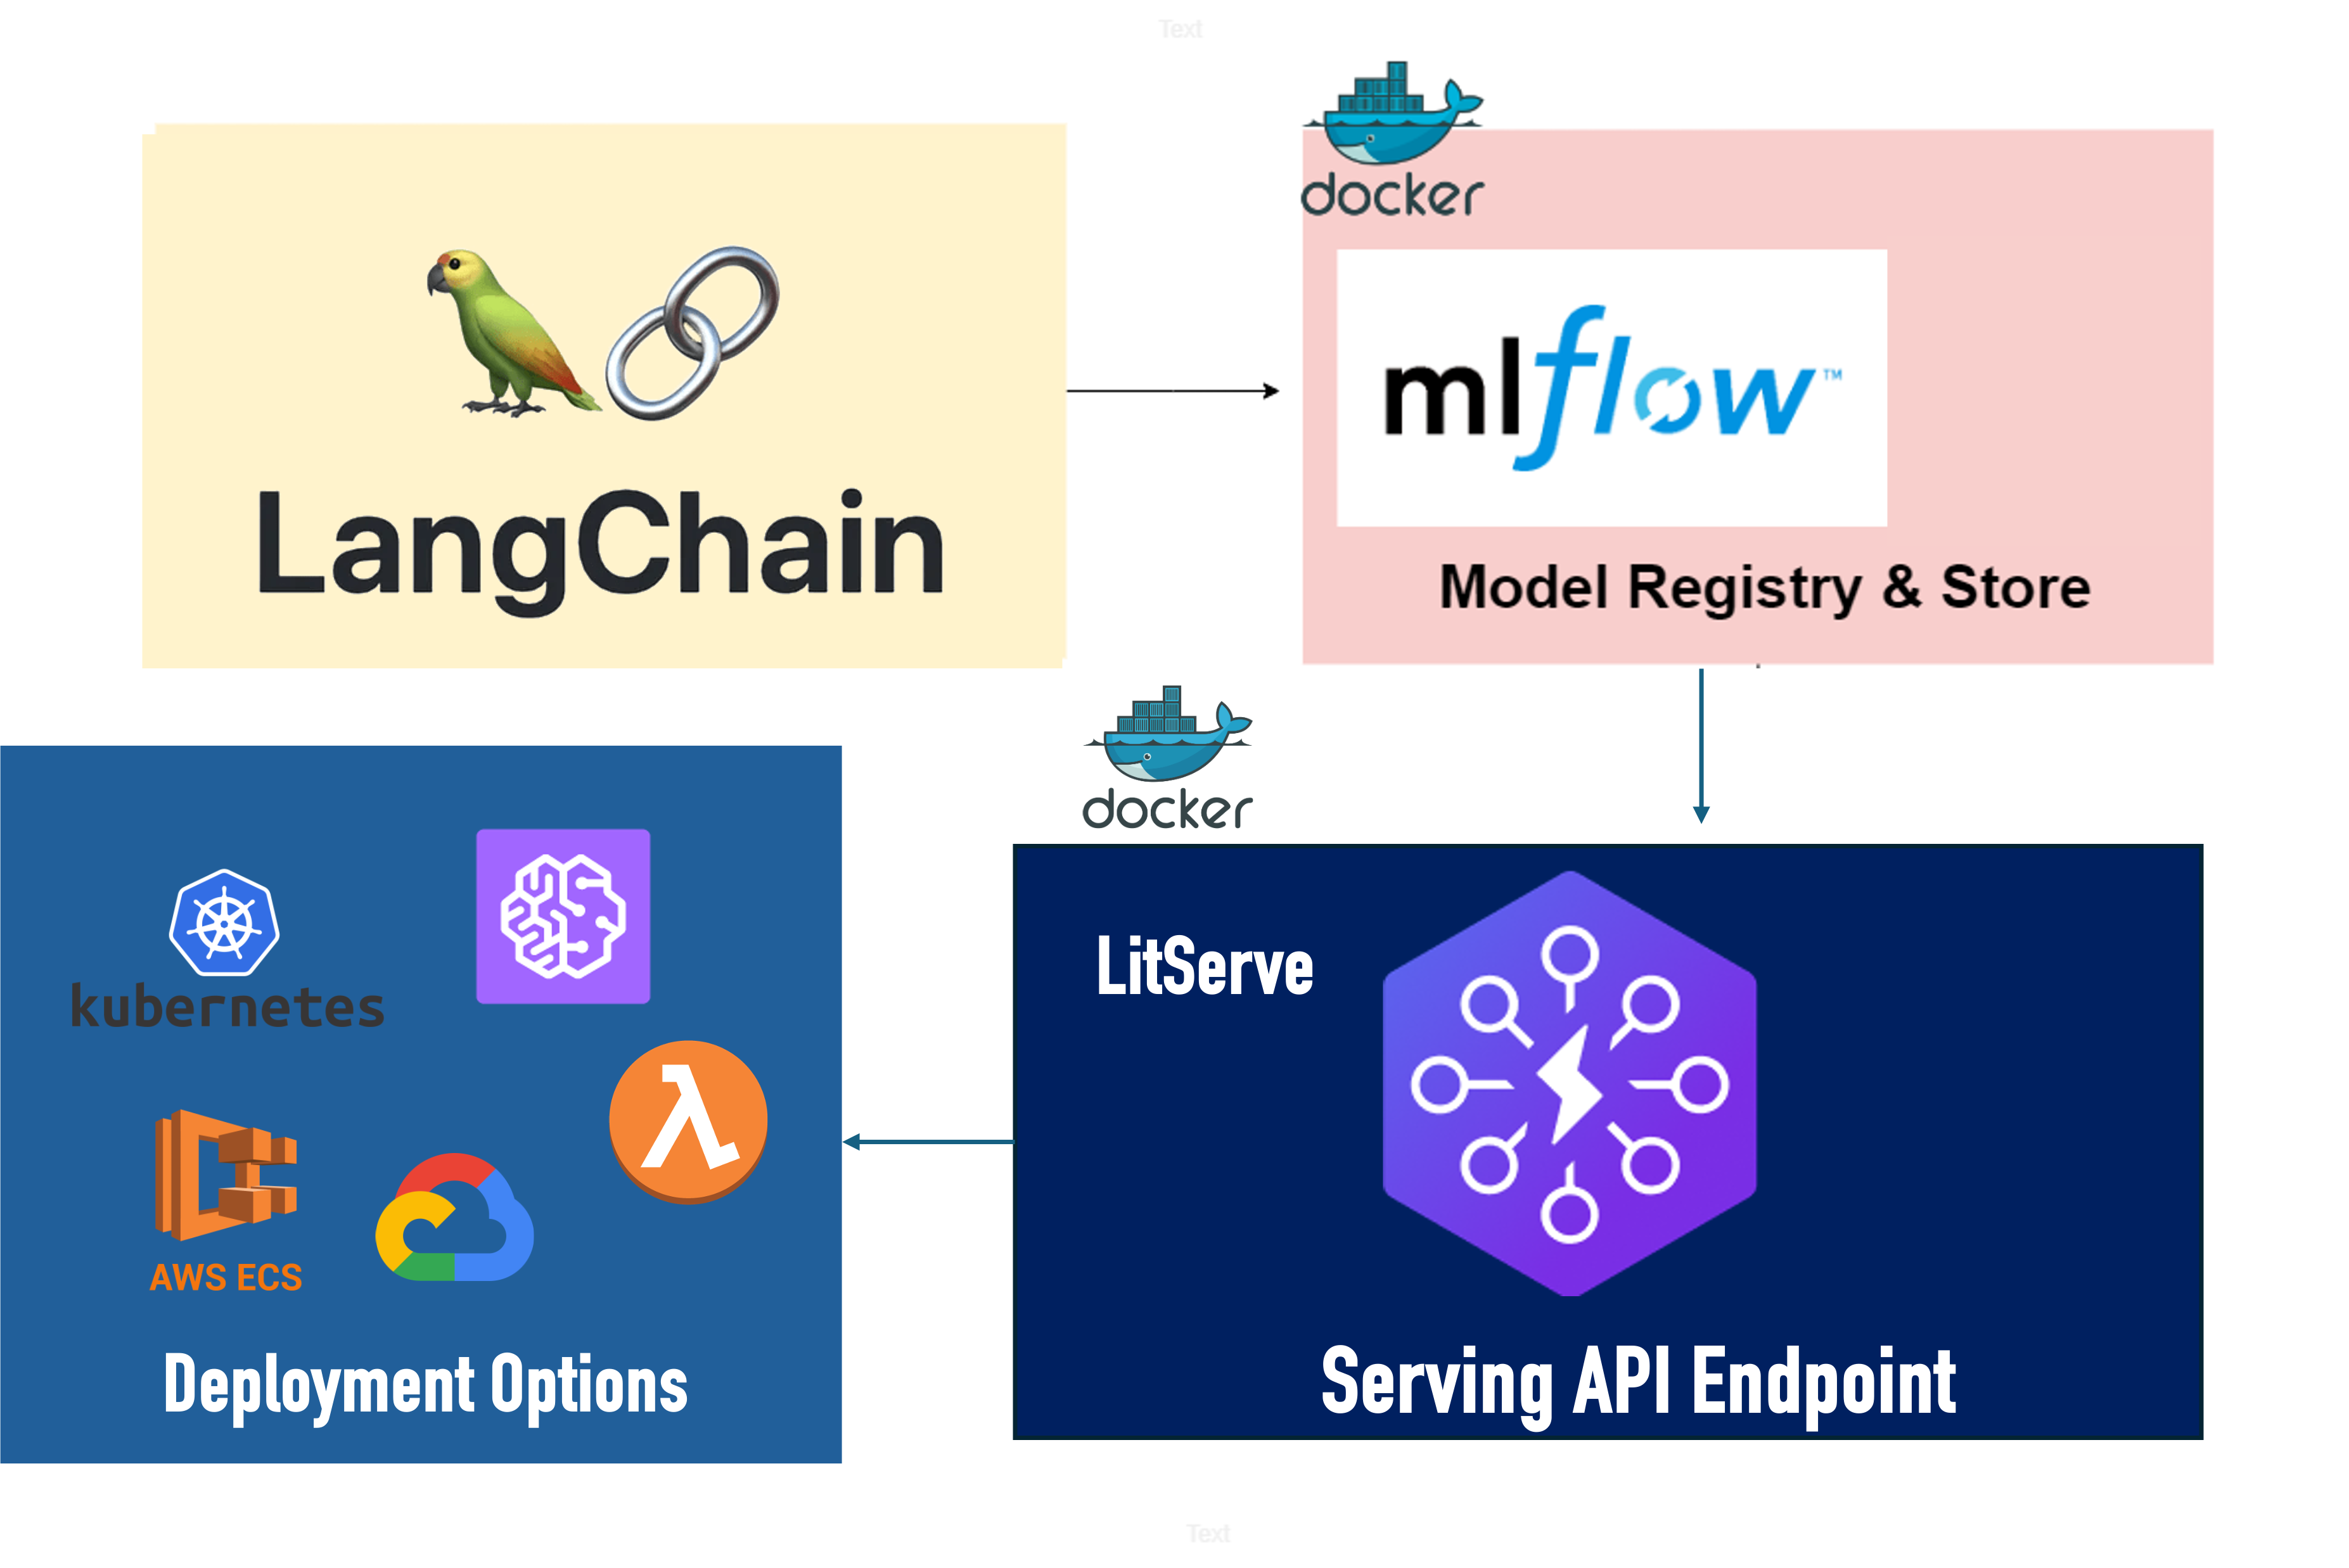 Text
docker
mlflow™
LangChain
Model Registry & Store
docker
LitServe
kubernetes
AWS ECS
Deployment Options
Serving API Endpoint
Text